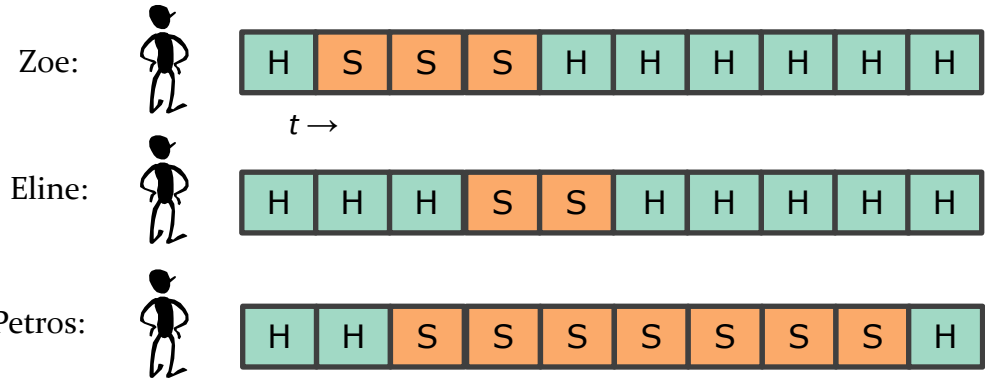 Zoe: H S S S H H H H H H
t →
Eline: H H H S S H H H H H
Petros: H H S S S S S S S H